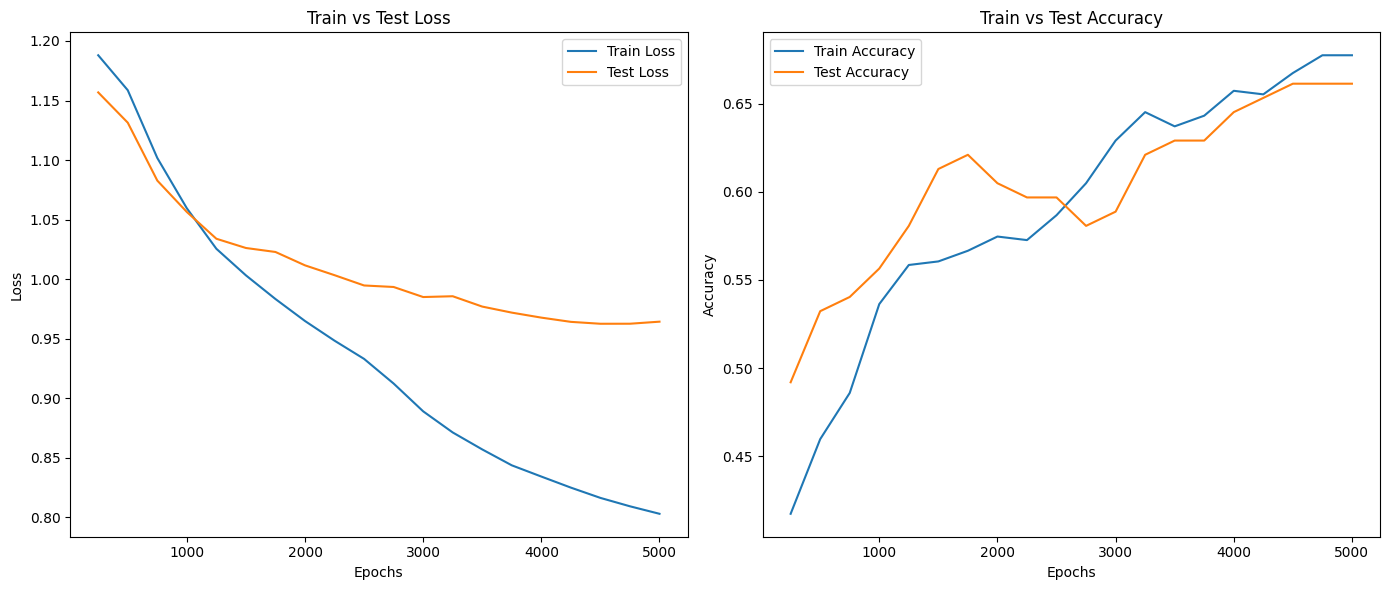 Train vs Test Loss
1.20
1.15
1.10
1.05
1.00
0.95
0.90
0.85
0.80
Loss
1000 2000 3000 4000 5000
Epochs
Train Loss
Test Loss
Train vs Test Accuracy
0.65
0.60
0.55
0.50
0.45
Accuracy
1000 2000 3000 4000 5000
Epochs
Train Accuracy
Test Accuracy